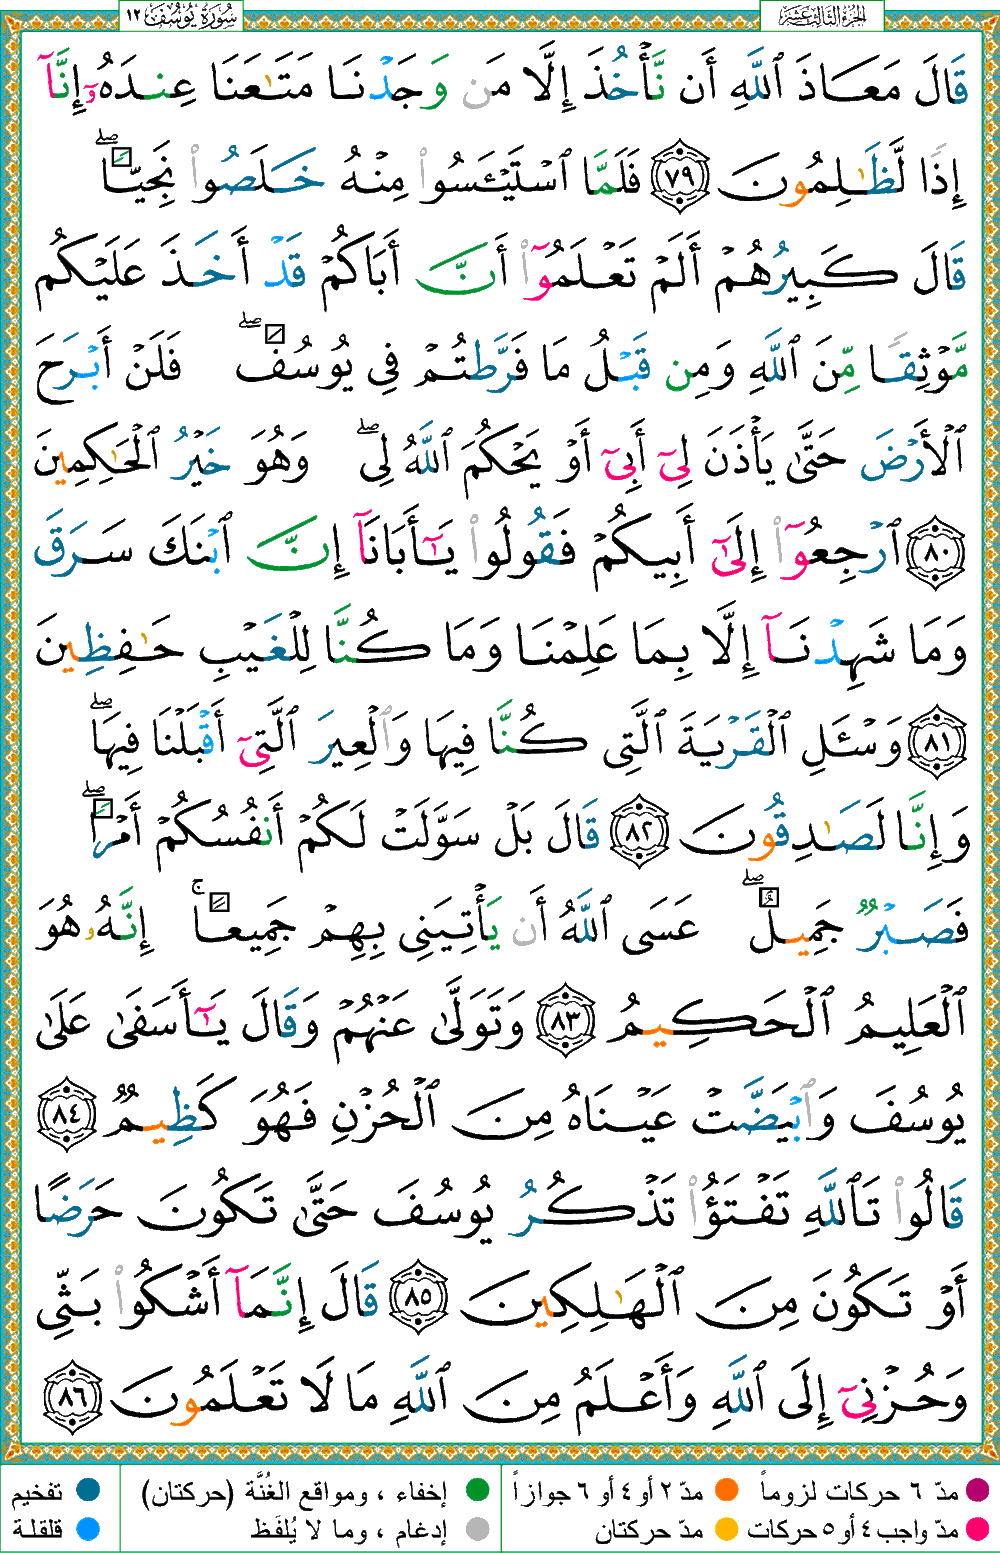 الجزء الثالث عشر
سورة يوسف ١٢
قَالَ مَعَاذَ ٱللَّهِ أَن نَّأْخُذَ إِلَّا مَن وَجَدْنَا مَتَـٰعَنَا عِندَهُۥٓ إِنَّآ
إِذًا لَّظَـٰلِمُونَ ٧٩ فَلَمَّا ٱسْتَيْـَٔسُوا۟ مِنْهُ خَلَصُوا۟ نَجِيًّاۖ
قَالَ كَبِيرُهُمْ أَلَمْ تَعْلَمُوٓا۟ أَنَّ أَبَاكُمْ قَدْ أَخَذَ عَلَيْكُم
مَّوْثِقًا مِّنَ ٱللَّهِ وَمِن قَبْلُ مَا فَرَّطتُمْ فِى يُوسُفَۖ فَلَنْ أَبْرَحَ
ٱلْأَرْضَ حَتَّىٰ يَأْذَنَ لِىٓ أَبِىٓ أَوْ يَحْكُمَ ٱللَّهُ لِىۖ وَهُوَ خَيْرُ ٱلْحَـٰكِمِينَ
٨٠ ٱرْجِعُوٓا۟ إِلَىٰٓ أَبِيكُمْ فَقُولُوا۟ يَـٰٓأَبَانَآ إِنَّ ٱبْنَكَ سَرَقَ
وَمَا شَهِدْنَآ إِلَّا بِمَا عَلِمْنَا وَمَا كُنَّا لِلْغَيْبِ حَـٰفِظِينَ
٨١ وَسْـَٔلِ ٱلْقَرْيَةَ ٱلَّتِى كُنَّا فِيهَا وَٱلْعِيرَ ٱلَّتِىٓ أَقْبَلْنَا فِيهَاۖ
وَإِنَّا لَصَـٰدِقُونَ ٨٢ قَالَ بَلْ سَوَّلَتْ لَكُمْ أَنفُسُكُمْ أَمْرًاۖ
فَصَبْرٌ جَمِيلٌۖ عَسَى ٱللَّهُ أَن يَأْتِيَنِى بِهِمْ جَمِيعًاۚ إِنَّهُۥ هُوَ
ٱلْعَلِيمُ ٱلْحَكِيمُ ٨٣ وَتَوَلَّىٰ عَنْهُمْ وَقَالَ يَـٰٓأَسَفَىٰ عَلَىٰ
يُوسُفَ وَٱبْيَضَّتْ عَيْنَاهُ مِنَ ٱلْحُزْنِ فَهُوَ كَظِيمٌ ٨٤
قَالُوا۟ تَٱللَّهِ تَفْتَؤُا۟ تَذْكُرُ يُوسُفَ حَتَّىٰ تَكُونَ حَرَضًا
أَوْ تَكُونَ مِنَ ٱلْهَـٰلِكِينَ ٨٥ قَالَ إِنَّمَآ أَشْكُوا۟ بَثِّى
وَحُزْنِىٓ إِلَى ٱللَّهِ وَأَعْلَمُ مِنَ ٱللَّهِ مَا لَا تَعْلَمُونَ ٨٦
مدّ ٦ حركات لزوماً مدّ ٢ أو ٤ أو ٦ جوازاً إخفاء ، ومواقع الغُنَّة (حركتان) تفخيم
مدّ واجب ٤ أو ٥ حركات مدّ حركتان إدغام ، وما لا يُلفَظ قلقلة